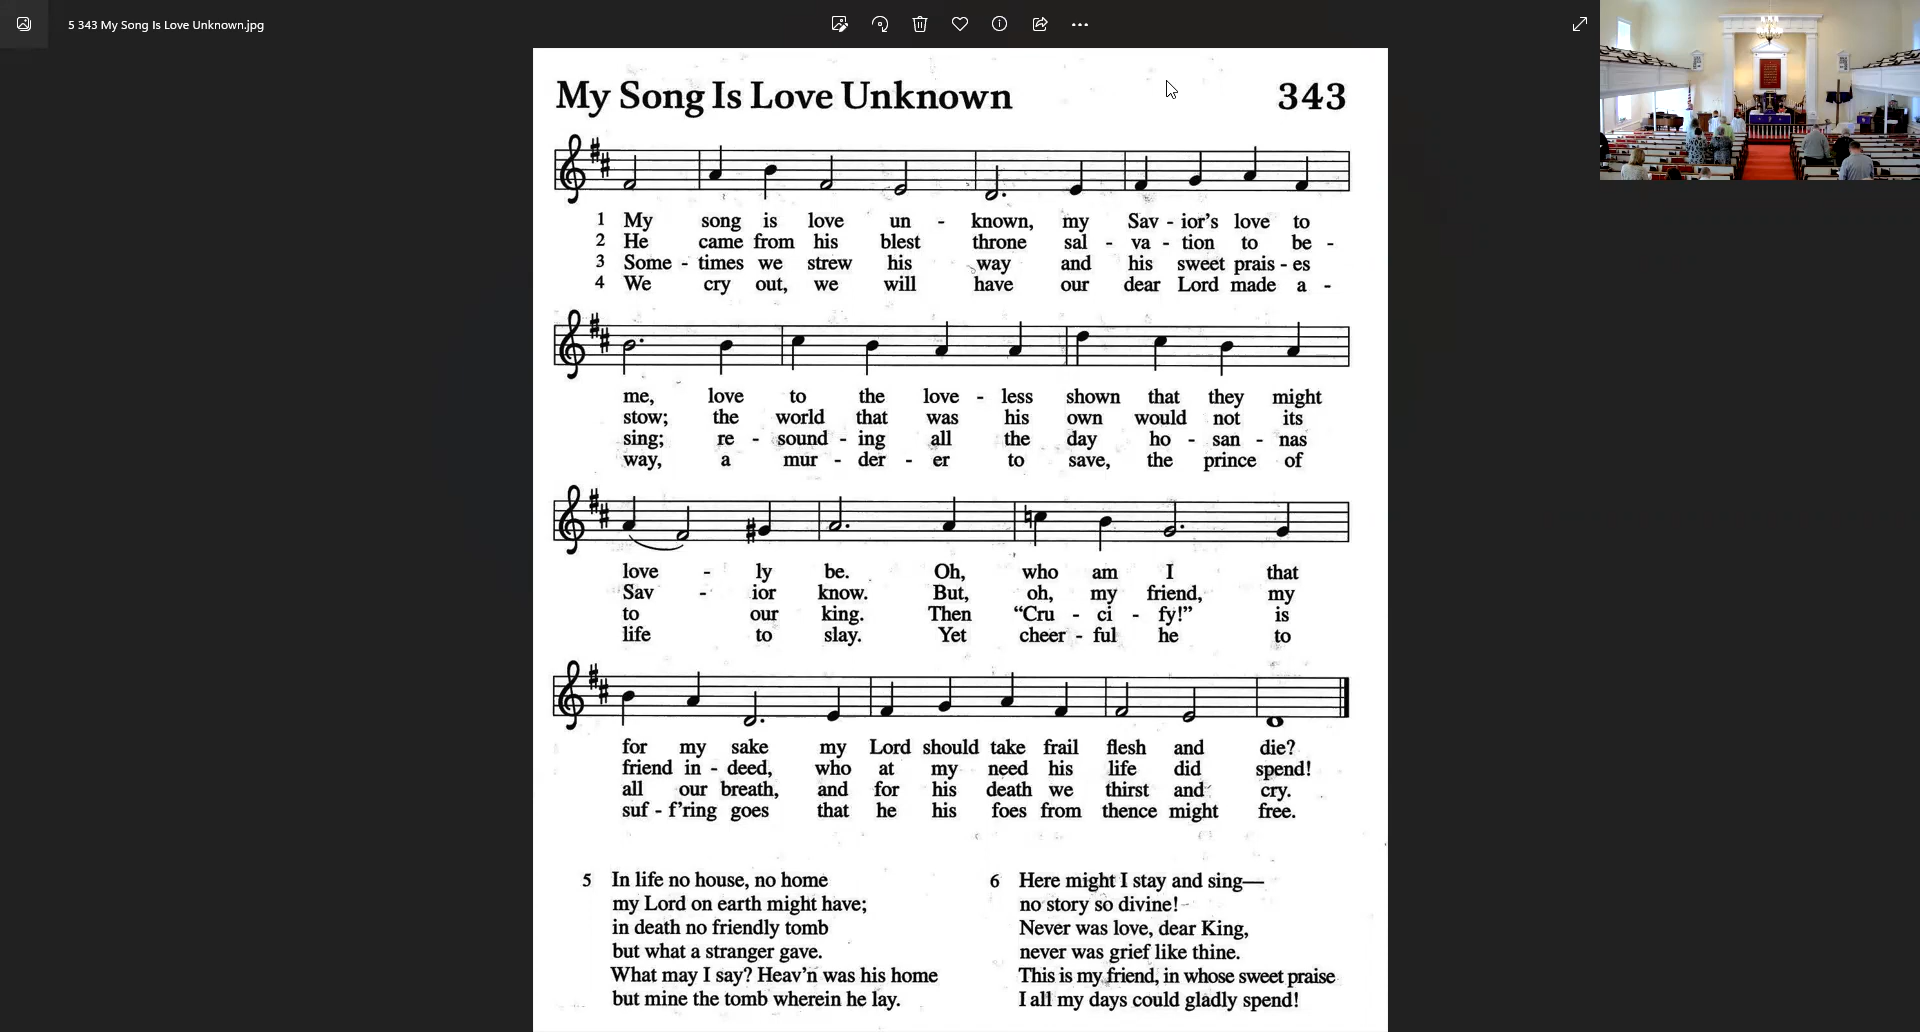 5 343 My Song Is Love Unknown.jpg
My Song Is Love Unknown 343
1 My song is love un - known, my Sav - ior's love to
2 He came from his blest throne sal - va - tion to be -
3 Some - times we strew his way and his sweet prais - es
4 We cry out, we will have our dear Lord made a -
me, love to the love - less shown that they might
stow; the world that was his own would not its
sing; re - sound - ing all the day ho - san - nas
way, a mur - der - er to save, the prince of
love - ly be. Oh, who am I that
Sav - ior know. But, oh, my friend, my
to our king. Then “Cru - ci - fy!” is
life to slay. Yet cheer - ful he to
for my sake my Lord should take frail flesh and die?
friend in - deed, who at my need his life did spend!
all our breath, and for his death we thirst and cry.
suf - f'ring goes that he his foes from thence might free.
5 In life no house, no home
my Lord on earth might have;
in death no friendly tomb
but what a stranger gave.
What may I say? Heav'n was his home
but mine the tomb wherein he lay.
6 Here might I stay and sing—
no story so divine!
Never was love, dear King,
never was grief like thine.
This is my friend, in whose sweet praise
I all my days could gladly spend!